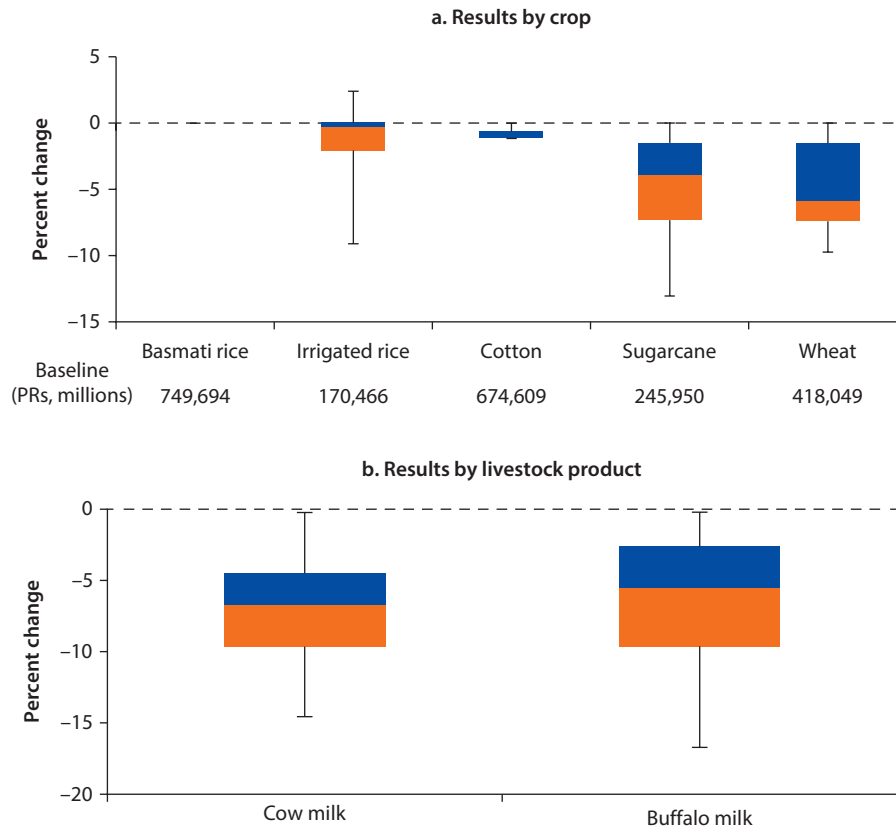 a. Results by crop
Percent change
5
0
–5
–10
–15
Basmati rice Irrigated rice Cotton Sugarcane Wheat
Baseline
(PRs, millions) 749,694 170,466 674,609 245,950 418,049
b. Results by livestock product
Percent change
0
–5
–10
–15
–20
Cow milk Buffalo milk